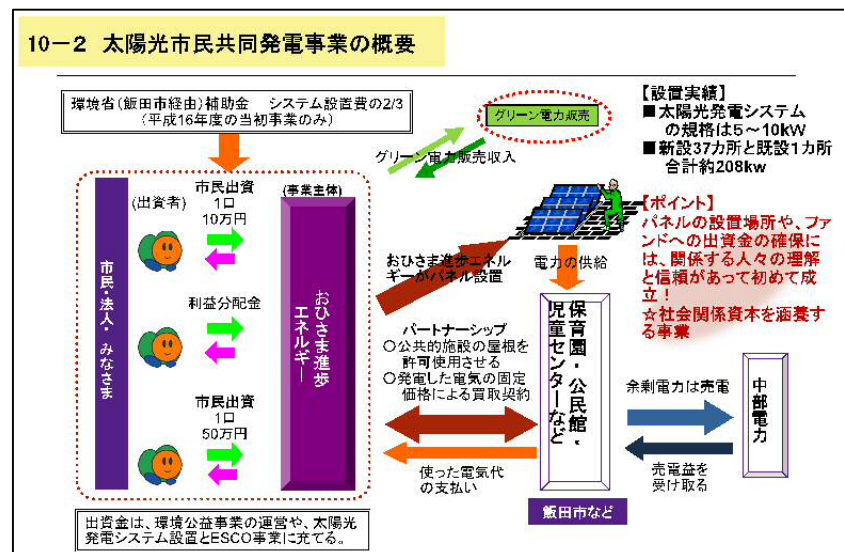 10-2 太陽光市民共同発電事業の概要
環境省(飯田市経由)補助金 システム設置費の2/3
(平成16年度の当初事業のみ)
グリーン電力販売
グリーン電力販売収入
【設置実績】
■太陽光発電システム
の規格は5~10kW
■新設37カ所と既設1カ所
合計約208kw
(出資者)
市民出資
1口
10万円
(事業主体)
市民・法人・みなさま
利益分配金
おひさま進歩
エネルギー
市民出資
1口
50万円
おひさま進歩エネル
ギーがパネル設置
電力の供給
【ポイント】
パネルの設置場所や、ファ
ンドへの出資金の確保に
は、関係する人々の理解
と信頼があって初めて成
立!
☆社会関係資本を涵養す
る事業
パートナーシップ
○公共的施設の屋根を
許可使用させる
○発電した電気の固定
価格による買取契約
保育園・公民館・
児童センターなど
余剰電力は売電
中部電力
使った電気代
の支払い
売電益を
受け取る
飯田市など
出資金は、環境公益事業の運営や、太陽光
発電システム設置とESCO事業に充てる。